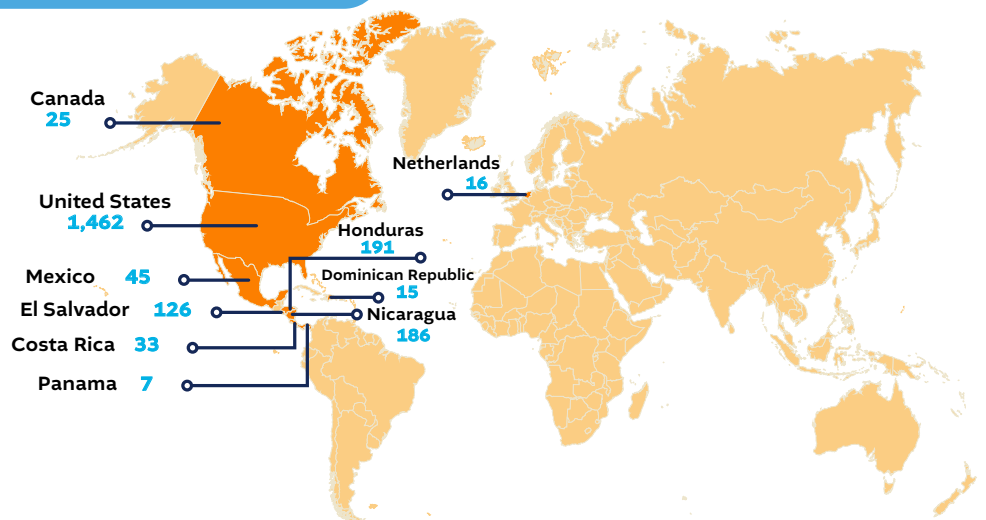 Canada
25
Netherlands
16
United States
1,462
Honduras
191
Mexico 45
Dominican Republic
15
El Salvador 126
Nicaragua
186
Costa Rica 33
Panama 7